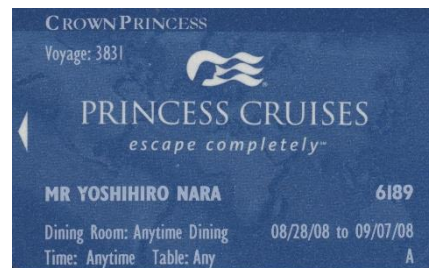 CROWN PRINCESS
Voyage: 3831
PRINCESS CRUISES
escape completely℠
MR YOSHIHIRO NARA 6189
Dining Room: Anytime Dining 08/28/08 to 09/07/08
Time: Anytime Table: Any A